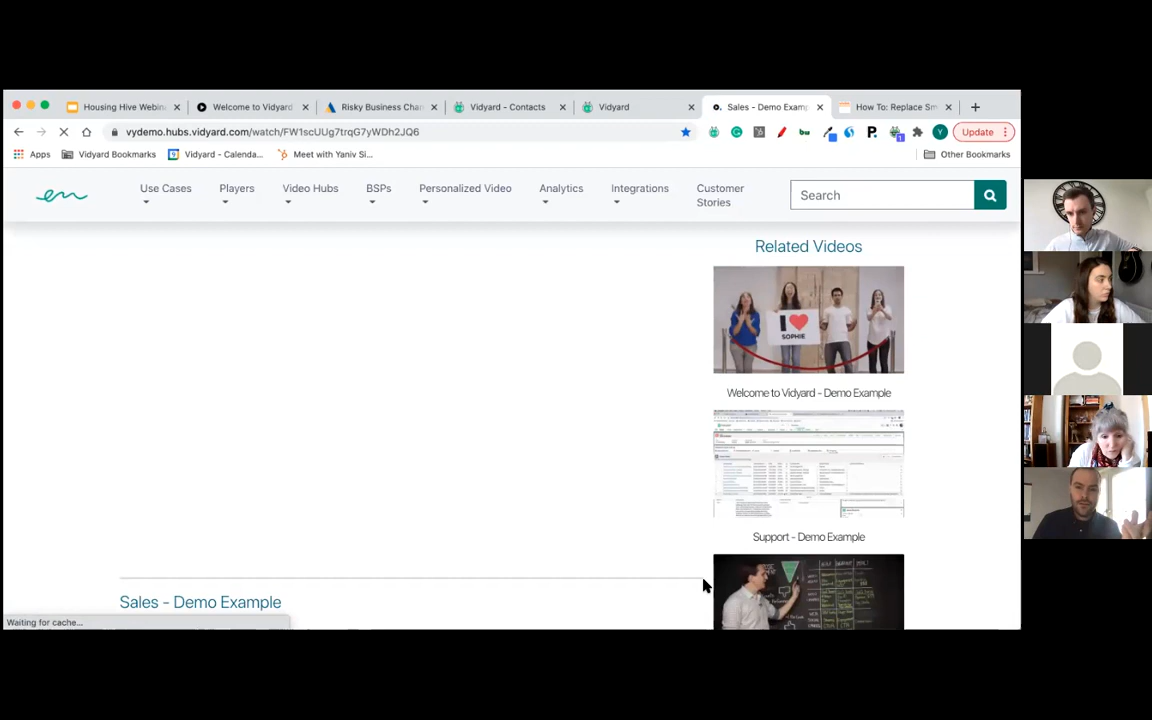 Housing Hive Webin
Welcome to Vidyard
Risky Business Chan
Vidyard - Contacts
Vidyard
Sales - Demo Examp
How To: Replace Sm
vydemo.hubs.vidyard.com/watch/FW1scUUg7trqG7yWDh2JQ6
Update
Apps
Vidyard Bookmarks
Vidyard - Calenda...
Meet with Yaniv Si...
Other Bookmarks
Use Cases
Players
Video Hubs
BSPs
Personalized Video
Analytics
Integrations
Customer
Stories
Search
Related Videos
I
SOPHIE
Welcome to Vidyard - Demo Example
Support - Demo Example
Sales - Demo Example
Waiting for cache...